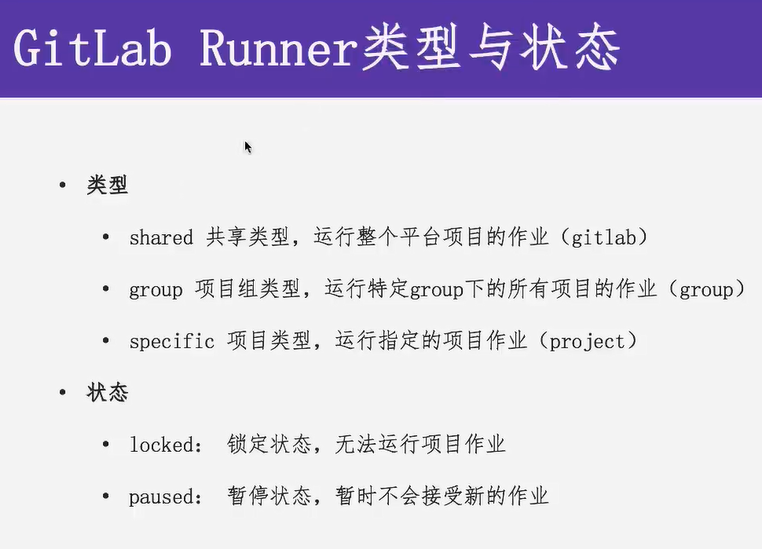 GitLab Runner类型与状态
• 类型
• shared 共享类型，运行整个平台项目的作业（gitlab）
• group 项目组类型，运行特定group下的所有项目的作业（group）
• specific 项目类型，运行指定的项目作业（project）
• 状态
• locked： 锁定状态，无法运行项目作业
• paused： 暂停状态，暂时不会接受新的作业